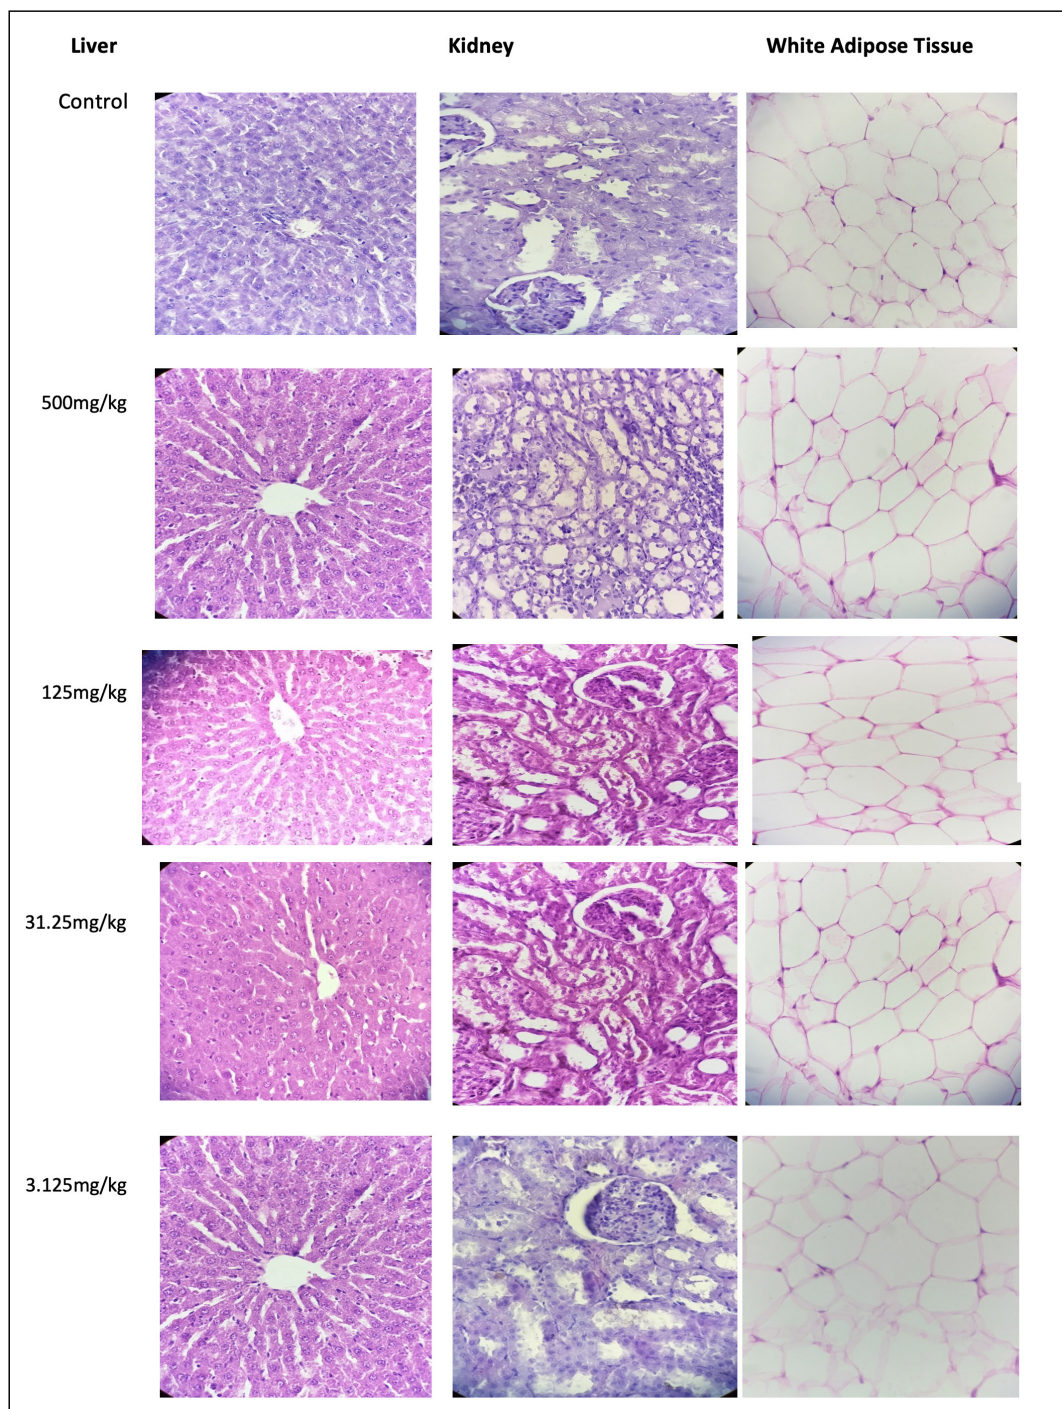 Liver Kidney White Adipose Tissue
Control
500mg/kg
125mg/kg
31.25mg/kg
3.125mg/kg